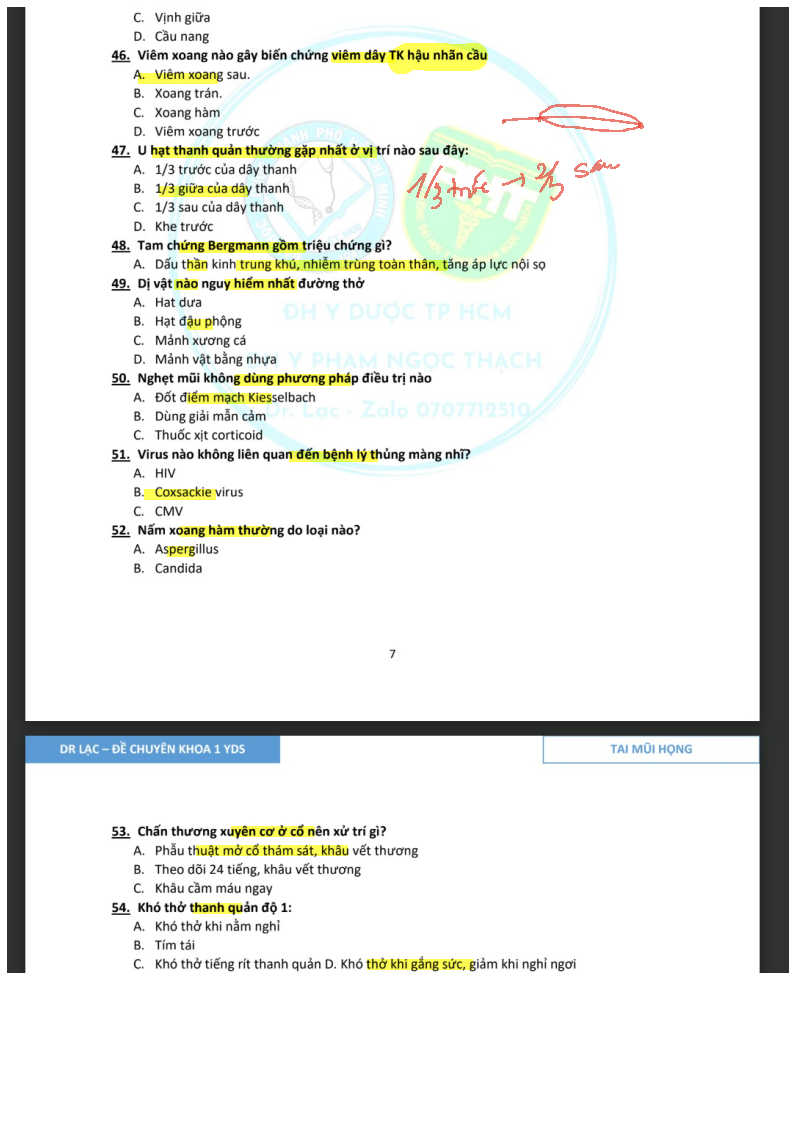 C. Vịnh giữa
D. Cầu nang
46. Viêm xoang nào gây biến chứng viêm dây TK hậu nhãn cầu
A. Viêm xoang sau.
B. Xoang trán.
C. Xoang hàm
D. Viêm xoang trước
47. U hạt thanh quản thường gặp nhất ở vị trí nào sau đây:
A. 1/3 trước của dây thanh
B. 1/3 giữa của dây thanh
1/3 trước → 2/3 sau
C. 1/3 sau của dây thanh
D. Khe trước
48. Tam chứng Bergmann gồm triệu chứng gì?
A. Dấu thần kinh trung khú, nhiễm trùng toàn thân, tăng áp lực nội sọ
49. Dị vật nào nguy hiểm nhất đường thở
A. Hat dưa
ĐH Y DƯỢC TP HCM
B. Hạt đậu phộng
C. Mảnh xương cá
D. Mảnh vật bằng nhựa
ĐH Y PHẠM NGỌC THẠCH
50. Nghẹt mũi không dùng phương pháp điều trị nào
A. Đốt điểm mạch Kiesselbach
Dr. Lạc - Zalo 0707712510
B. Dùng giải mẫn cảm
C. Thuốc xịt corticoid
51. Virus nào không liên quan đến bệnh lý thủng màng nhĩ?
A. HIV
B. Coxsackie virus
C. CMV
52. Nấm xoang hàm thường do loại nào?
A. Aspergillus
B. Candida
7
DR LẠC – ĐỀ CHUYÊN KHOA 1 YDS
TAI MŨI HỌNG
53. Chấn thương xuyên cơ ở cổ nên xử trí gì?
A. Phẫu thuật mở cổ thám sát, khâu vết thương
B. Theo dõi 24 tiếng, khâu vết thương
C. Khâu cầm máu ngay
54. Khó thở thanh quản độ 1:
A. Khó thở khi nằm nghỉ
B. Tím tái
C. Khó thở tiếng rít thanh quản D. Khó thở khi gắng sức, giảm khi nghỉ ngơi